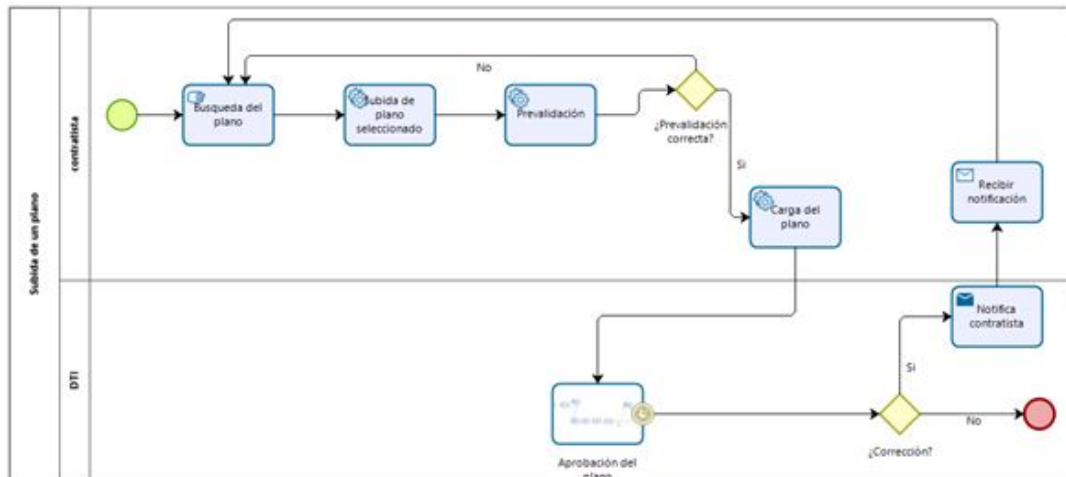 Subida de un plano
contratista
DTI
Busqueda del
plano
Subida de
plano
seleccionado
Prevalidación
No
¿Prevalidación
correcta?
Si
Carga del
plano
Recibir
notificación
Notifica
contratista
Si
No
¿Corrección?
Aprobación del
plano